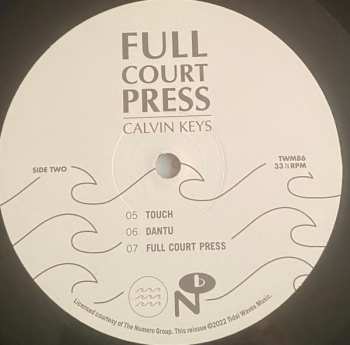 FULL
COURT
PRESS
CALVIN KEYS
SIDE TWO
TWM86
33 ⅓ RPM
05 TOUCH
06 DANTU
07 FULL COURT PRESS
N
Licensed courtesy of The Numero Group. This reissue ©2022 Tidal Waves Music.